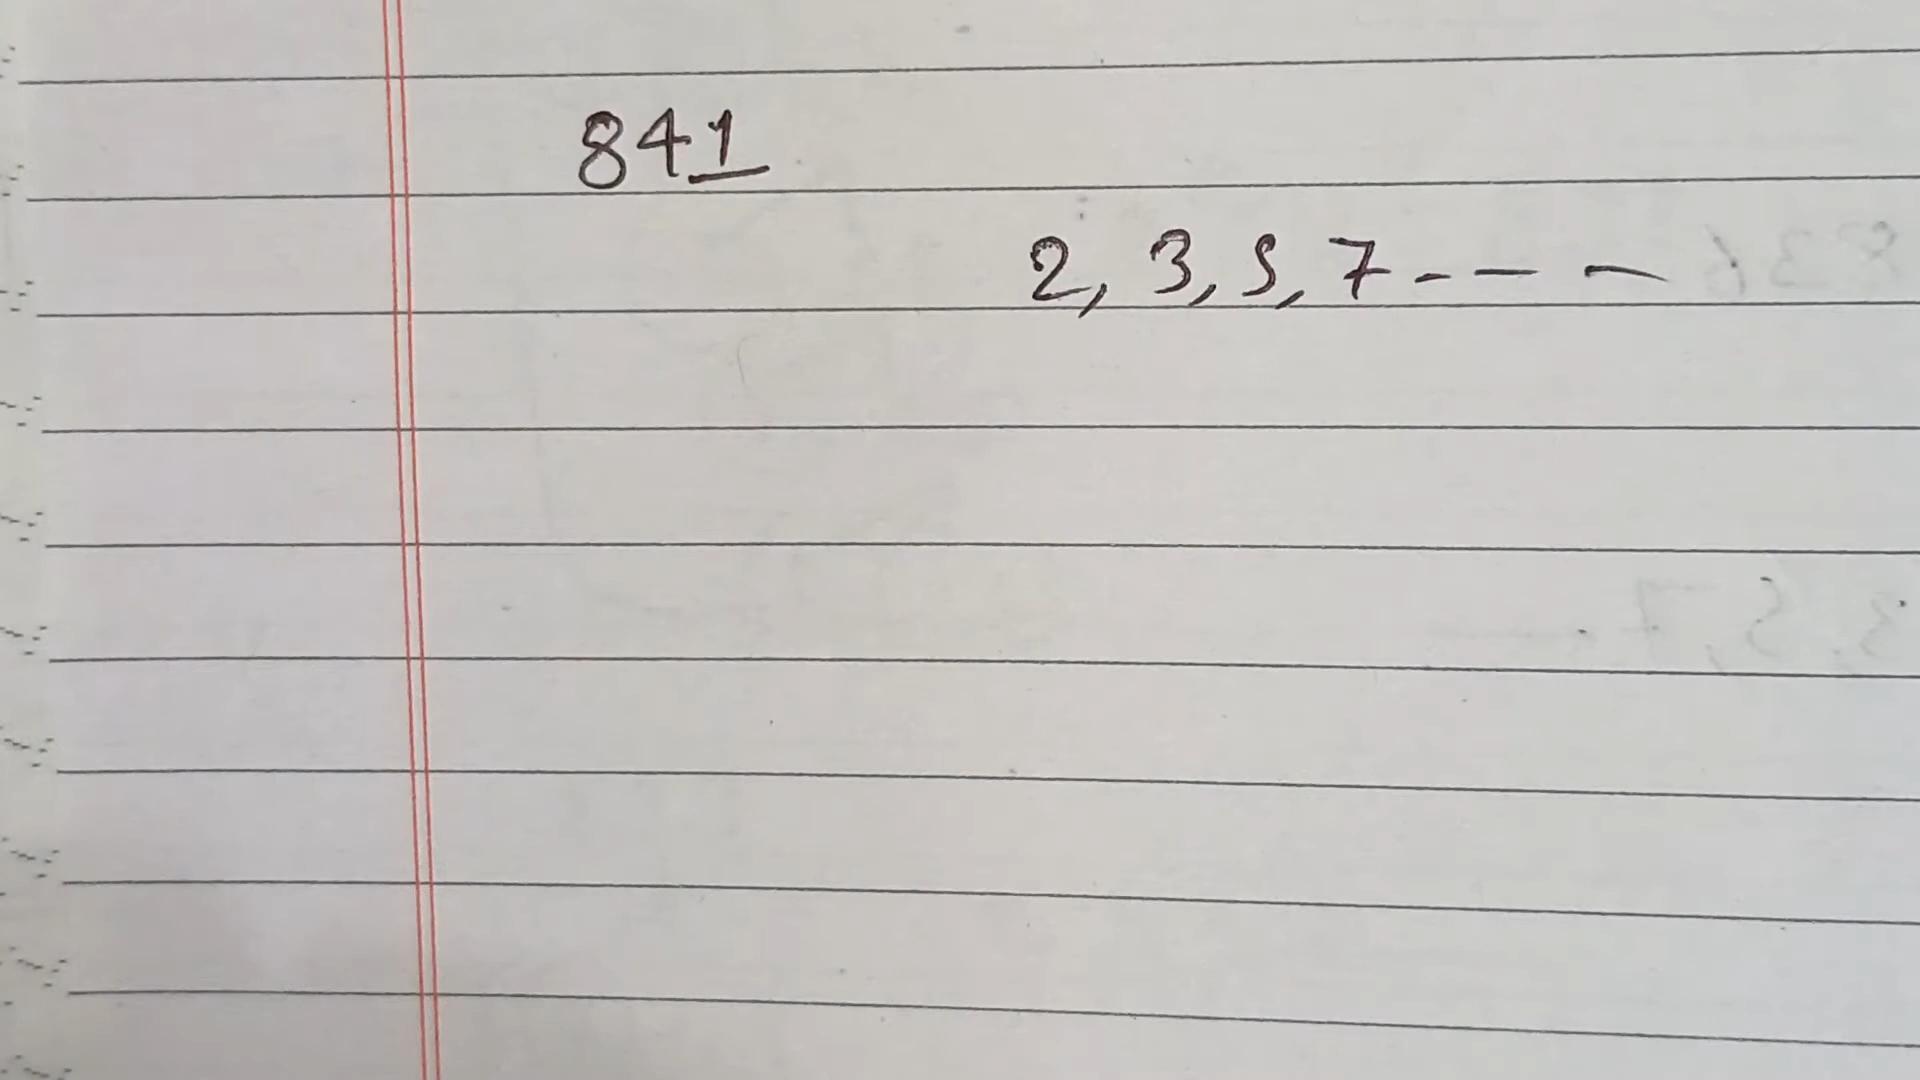 841
2, 3, 5, 7 - - -